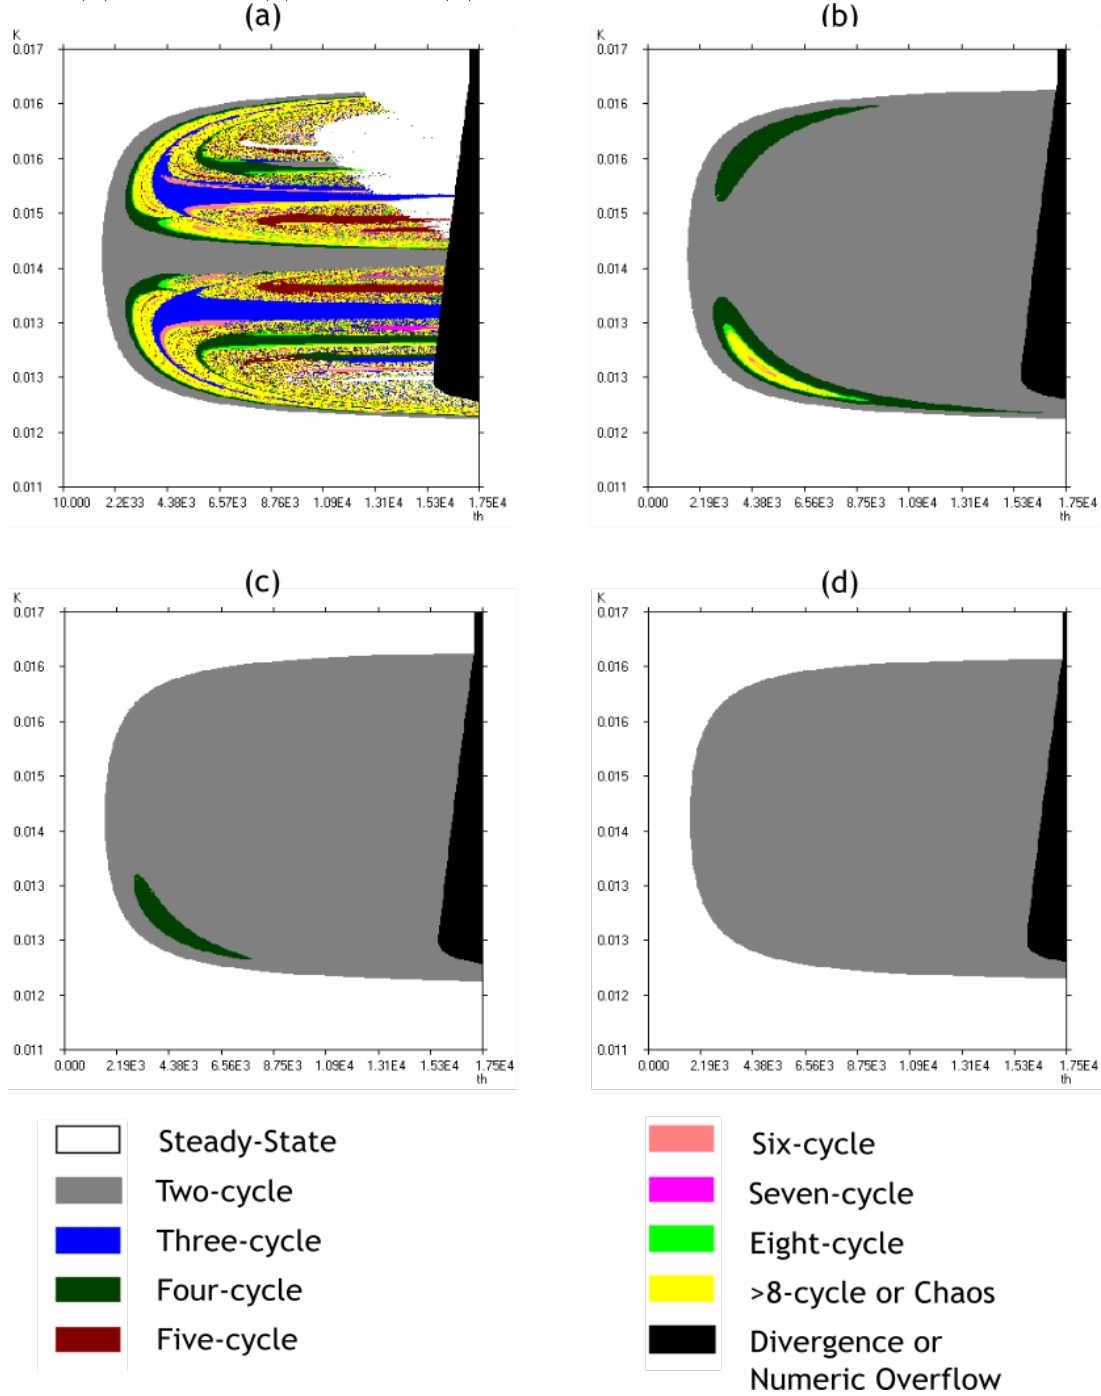 (a)
(b)
K
0.017
0.016
0.016
0.015
0.014
0.013
0.013
0.012
0.011
10.000 2.2E33 4.38E3 6.57E3 8.76E3 1.09E4 1.31E4 1.53E4 1.75E4
th
K
0.017
0.016
0.016
0.015
0.014
0.013
0.013
0.012
0.011
0.000 2.19E3 4.38E3 6.56E3 8.75E3 1.09E4 1.31E4 1.53E4 1.75E4
th
(c)
(d)
K
0.017
0.016
0.016
0.015
0.014
0.013
0.013
0.012
0.011
0.000 2.19E3 4.38E3 6.56E3 8.75E3 1.09E4 1.31E4 1.53E4 1.75E4
th
K
0.017
0.016
0.016
0.015
0.014
0.013
0.013
0.012
0.011
0.000 2.19E3 4.38E3 6.56E3 8.75E3 1.09E4 1.31E4 1.53E4 1.75E4
th
Steady-State
Two-cycle
Three-cycle
Four-cycle
Five-cycle
Six-cycle
Seven-cycle
Eight-cycle
>8-cycle or Chaos
Divergence or
Numeric Overflow